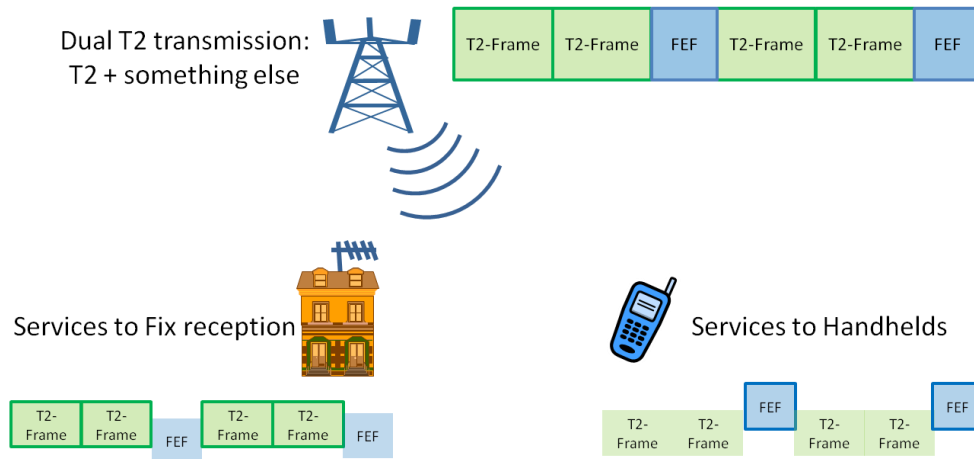 Dual T2 transmission:
T2 + something else
T2-Frame T2-Frame FEF T2-Frame T2-Frame FEF
Services to Fix reception
Services to Handhelds
T2-
Frame
T2-
Frame
FEF
T2-
Frame
T2-
Frame
FEF
T2-
Frame
T2-
Frame
FEF
T2-
Frame
T2-
Frame
FEF